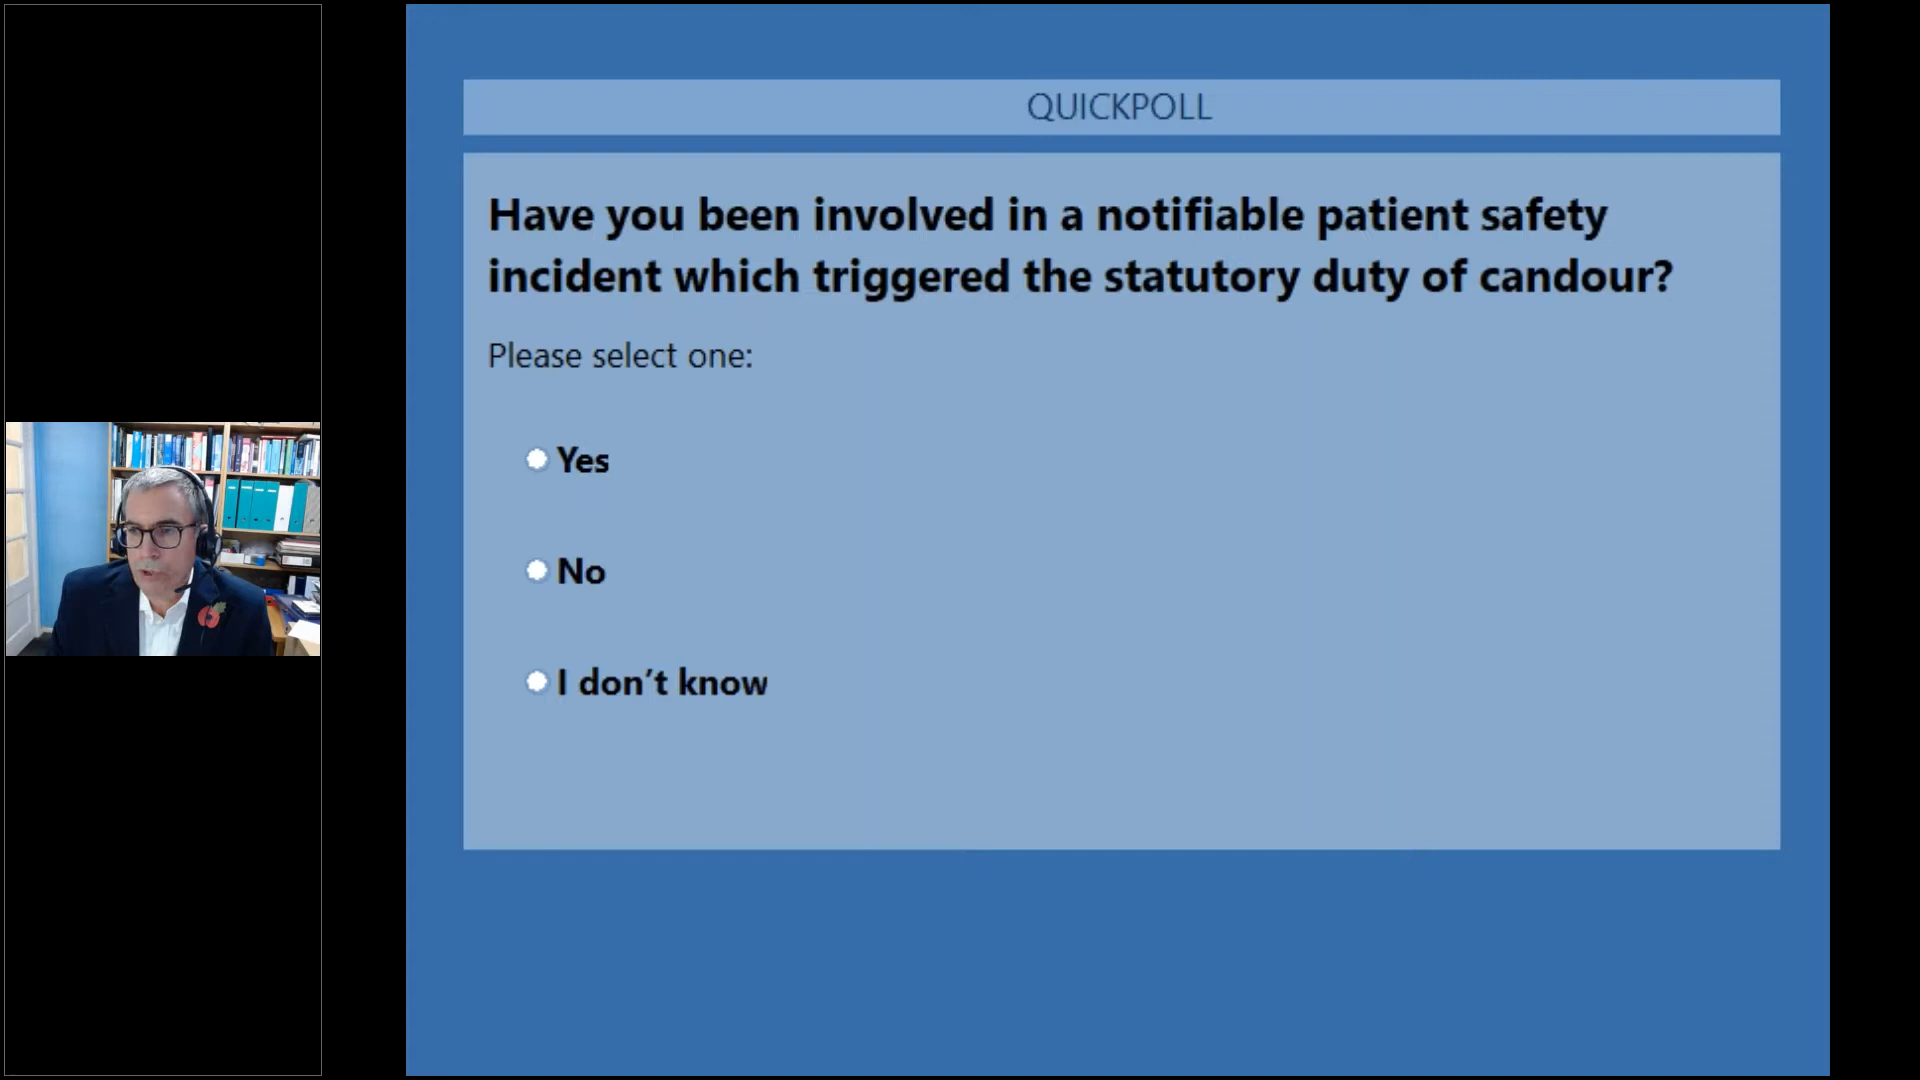 QUICKPOLL
Have you been involved in a notifiable patient safety
incident which triggered the statutory duty of candour?
Please select one:
Yes
No
I don't know